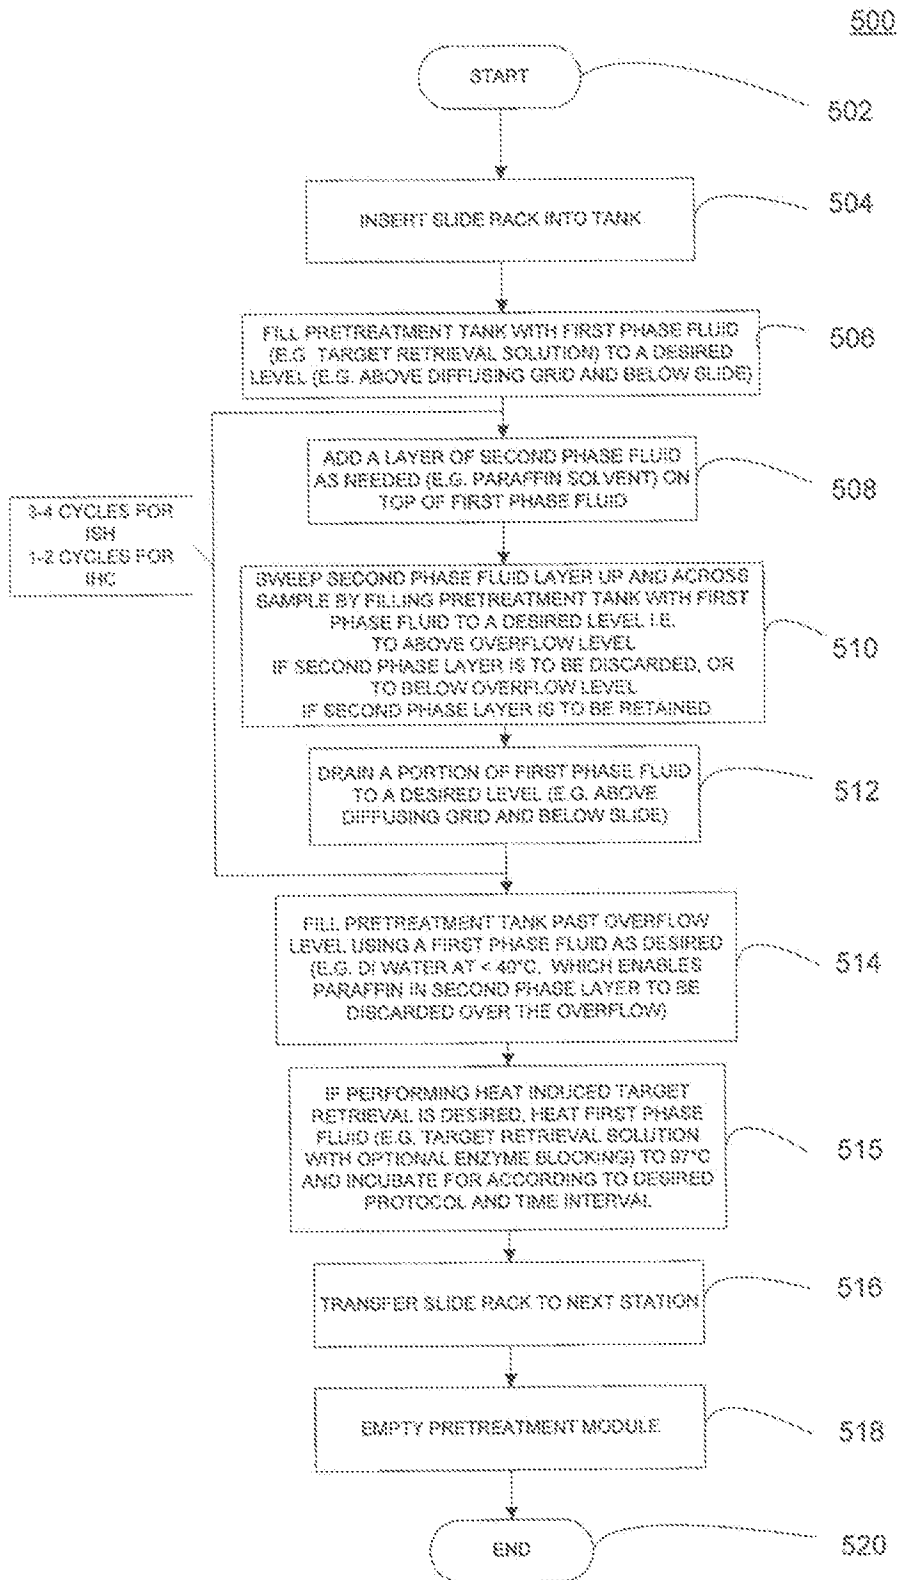 500
START
502
INSERT SLIDE RACK INTO TANK
504
FILL PRETREATMENT TANK WITH FIRST PHASE FLUID
(E.G. TARGET RETRIEVAL SOLUTION) TO A DESIRED
LEVEL (E.G. ABOVE DIFFUSING GRID AND BELOW SLIDE)
506
ADD A LAYER OF SECOND PHASE FLUID
AS NEEDED (E.G. PARAFFIN SOLVENT) ON
TOP OF FIRST PHASE FLUID
508
3-4 CYCLES FOR
ISH
1-2 CYCLES FOR
IHC
SWEEP SECOND PHASE FLUID LAYER UP AND ACROSS
SAMPLE BY FILLING PRETREATMENT TANK WITH FIRST
PHASE FLUID TO A DESIRED LEVEL I.E.
TO ABOVE OVERFLOW LEVEL
IF SECOND PHASE LAYER IS TO BE DISCARDED, OR
TO BELOW OVERFLOW LEVEL
IF SECOND PHASE LAYER IS TO BE RETAINED
510
DRAIN A PORTION OF FIRST PHASE FLUID
TO A DESIRED LEVEL (E.G. ABOVE
DIFFUSING GRID AND BELOW SLIDE)
512
FILL PRETREATMENT TANK PAST OVERFLOW
LEVEL USING A FIRST PHASE FLUID AS DESIRED
(E.G. DI WATER AT < 40°C, WHICH ENABLES
PARAFFIN IN SECOND PHASE LAYER TO BE
DISCARDED OVER THE OVERFLOW)
514
IF PERFORMING HEAT INDUCED TARGET
RETRIEVAL IS DESIRED, HEAT FIRST PHASE
FLUID (E.G. TARGET RETRIEVAL SOLUTION
WITH OPTIONAL ENZYME BLOCKING) TO 97°C
AND INCUBATE FOR ACCORDING TO DESIRED
PROTOCOL AND TIME INTERVAL
515
TRANSFER SLIDE RACK TO NEXT STATION
516
EMPTY PRETREATMENT MODULE
518
END
520